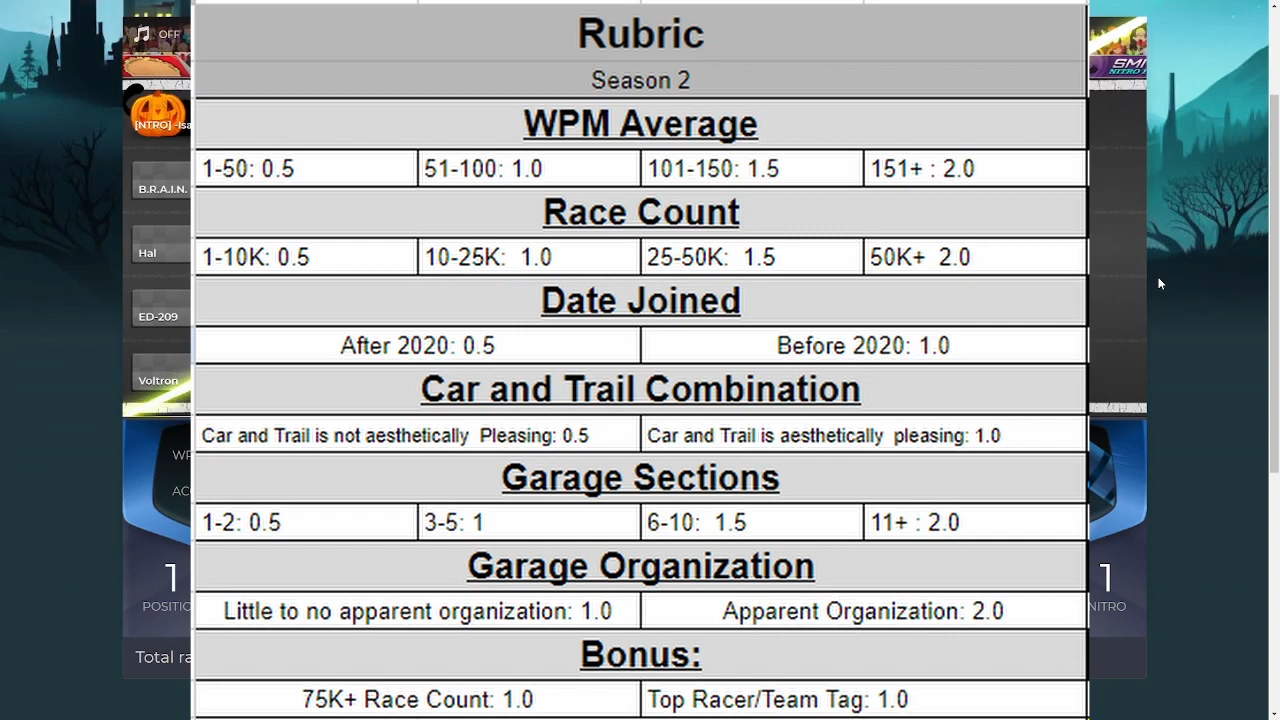 OFF
Rubric
Season 2
WPM Average
1-50: 0.5 51-100: 1.0 101-150: 1.5 151+ : 2.0
[NTRO] -Isa
B.R.A.I.N.
Race Count
Hal
1-10K: 0.5 10-25K: 1.0 25-50K: 1.5 50K+ 2.0
Date Joined
ED-209
After 2020: 0.5 Before 2020: 1.0
Voltron
Car and Trail Combination
Car and Trail is not aesthetically Pleasing: 0.5 Car and Trail is aesthetically pleasing: 1.0
Garage Sections
1-2: 0.5 3-5: 1 6-10: 1.5 11+ : 2.0
Garage Organization
1 1
POSITIO NITRO
Little to no apparent organization: 1.0 Apparent Organization: 2.0
Bonus:
Total ra
75K+ Race Count: 1.0 Top Racer/Team Tag: 1.0